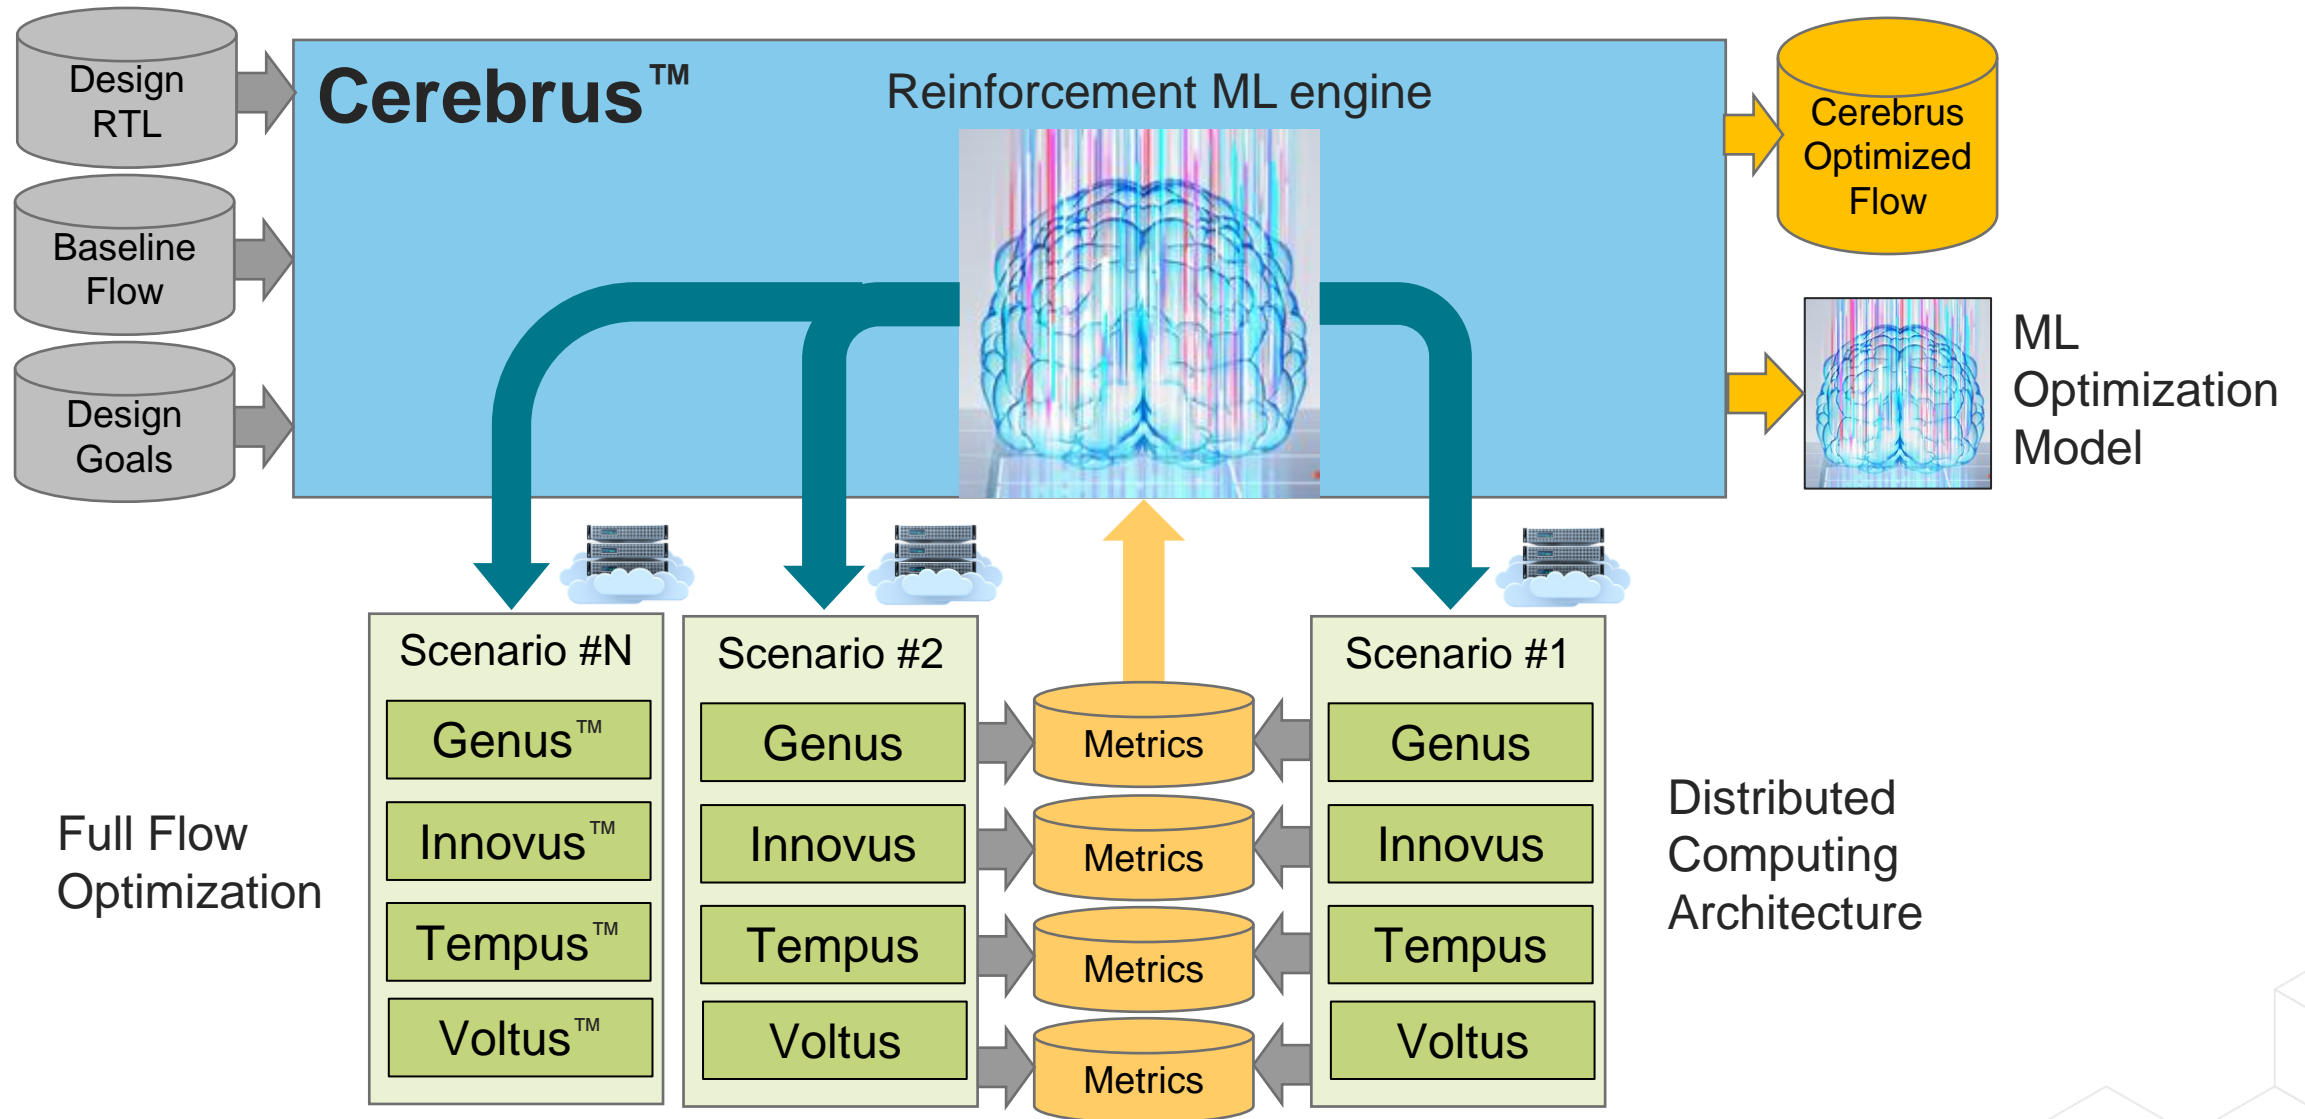 Design
RTL
Baseline
Flow
Design
Goals
Cerebrus™
Reinforcement ML engine
Cerebrus
Optimized
Flow
ML
Optimization
Model
Full Flow
Optimization
Scenario #N
Genus™
Innovus™
Tempus™
Voltus™
Scenario #2
Genus
Innovus
Tempus
Voltus
Metrics
Metrics
Metrics
Metrics
Scenario #1
Genus
Innovus
Tempus
Voltus
Distributed
Computing
Architecture